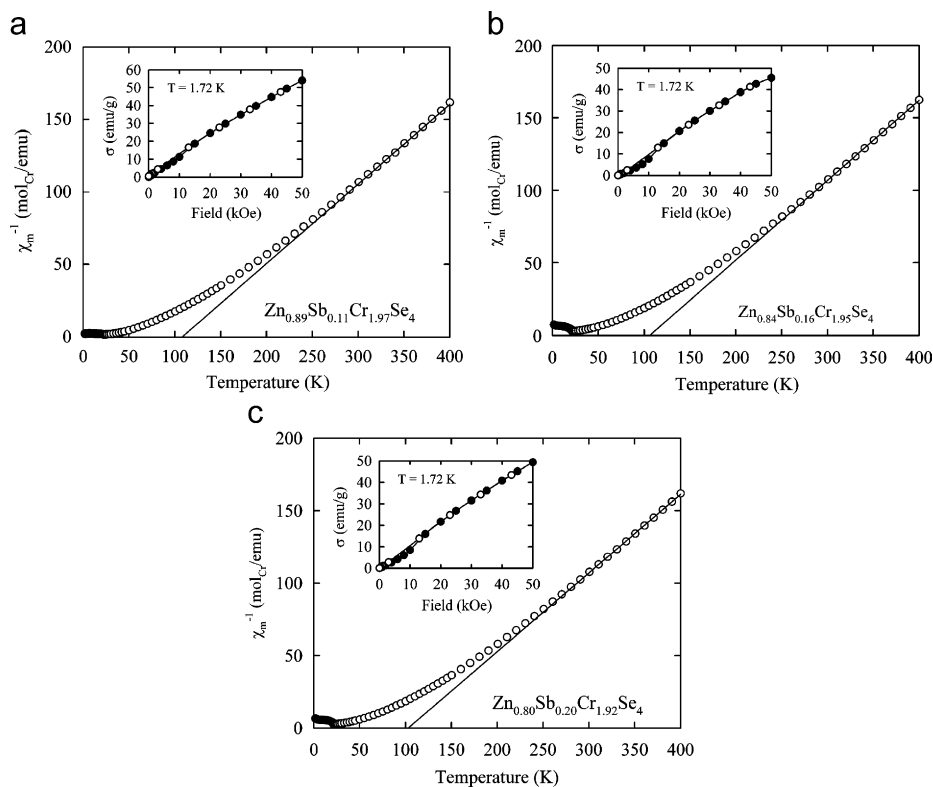 a
200
150
100
50
0
χm⁻¹ (molCr/emu)
0 50 100 150 200 250 300 350 400
Temperature (K)
Zn0.89Sb0.11Cr1.97Se4
60
50
40
30
20
10
0
σ (emu/g)
T = 1.72 K
0 10 20 30 40 50
Field (kOe)
b
200
150
100
50
0
χm⁻¹ (molCr/emu)
0 50 100 150 200 250 300 350 400
Temperature (K)
Zn0.84Sb0.16Cr1.95Se4
50
40
30
20
10
0
σ (emu/g)
T = 1.72 K
0 10 20 30 40 50
Field (kOe)
c
200
150
100
50
0
χm⁻¹ (molCr/emu)
0 50 100 150 200 250 300 350 400
Temperature (K)
Zn0.80Sb0.20Cr1.92Se4
50
40
30
20
10
0
σ (emu/g)
T = 1.72 K
0 10 20 30 40 50
Field (kOe)